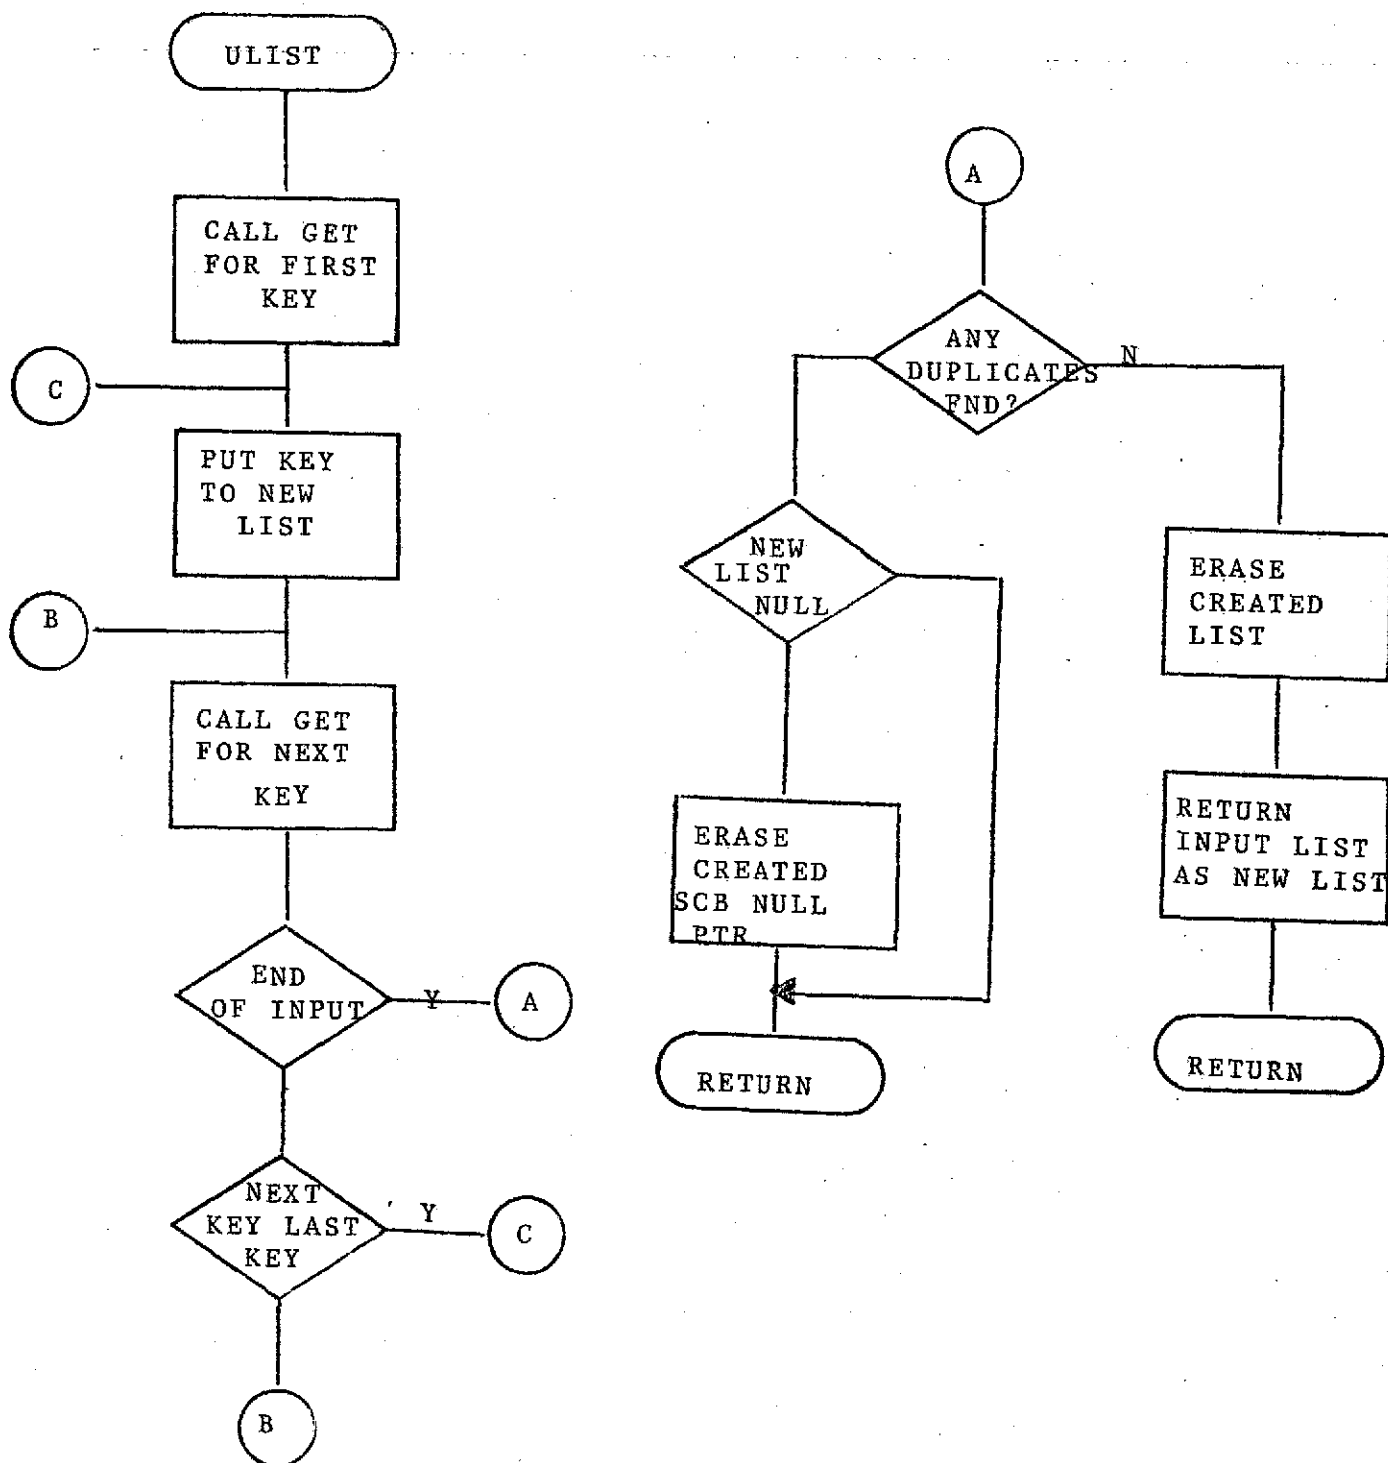 ULIST
CALL GET
FOR FIRST
KEY
C
PUT KEY
TO NEW
LIST
B
CALL GET
FOR NEXT
KEY
END
OF INPUT
Y
A
NEXT
KEY LAST
KEY
Y
C
B
A
ANY
DUPLICATES
FND?
N
NEW
LIST
NULL
ERASE
CREATED
SCB NULL
PTR
RETURN
ERASE
CREATED
LIST
RETURN
INPUT LIST
AS NEW LIST
RETURN